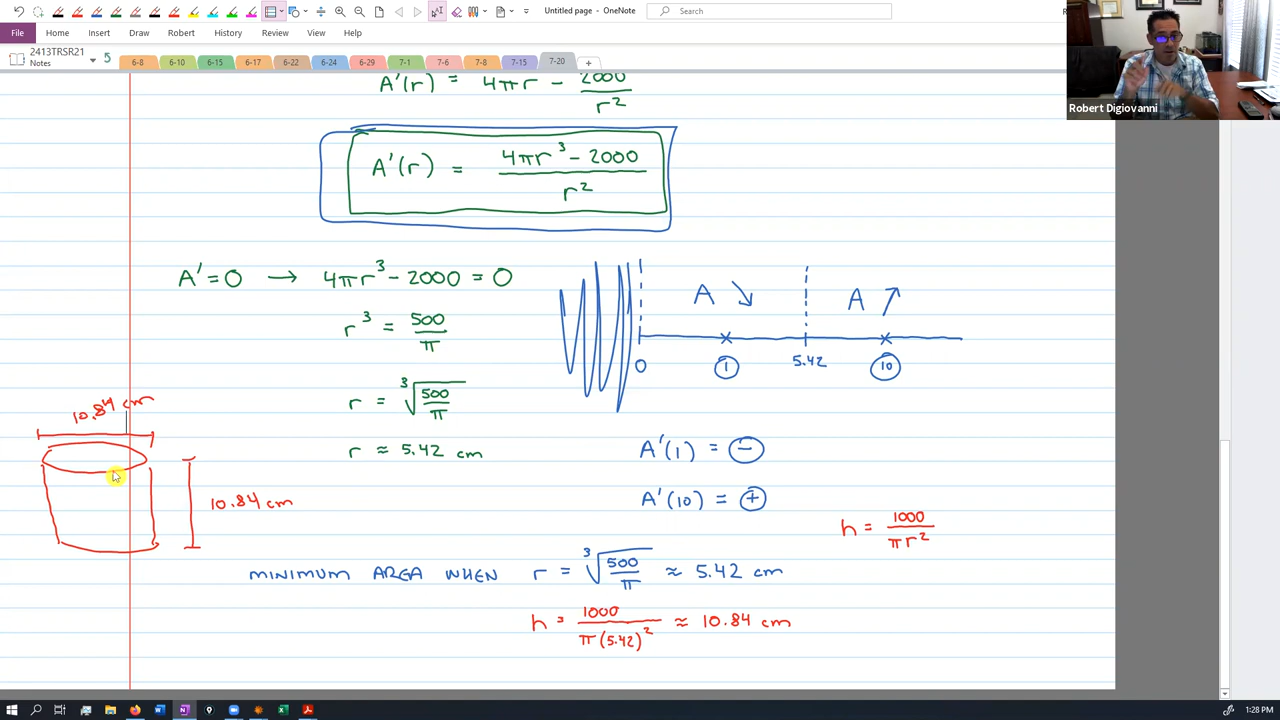 Untitled page - OneNote
Search
File
Home
Insert
Draw
Robert
History
Review
View
Help
2413TRSR21
Notes
5
6-8
6-10
6-15
6-17
6-22
6-24
6-29
7-1
7-6
7-8
7-15
7-20
Robert Digiovanni
A'(r) = 4πr - 2000/r²
A'(r) = 4πr³ - 2000/r²
A' = 0 → 4πr³ - 2000 = 0
r³ = 500/π
r = ³√500/π
r ≈ 5.42 cm
A ↘
A ↗
0
1
5.42
10
10.84 cm
10.84 cm
A'(1) = -
A'(10) = +
h = 1000/πr²
MINIMUM AREA WHEN r = ³√500/π ≈ 5.42 cm
h = 1000/π(5.42)² ≈ 10.84 cm
1:28 PM